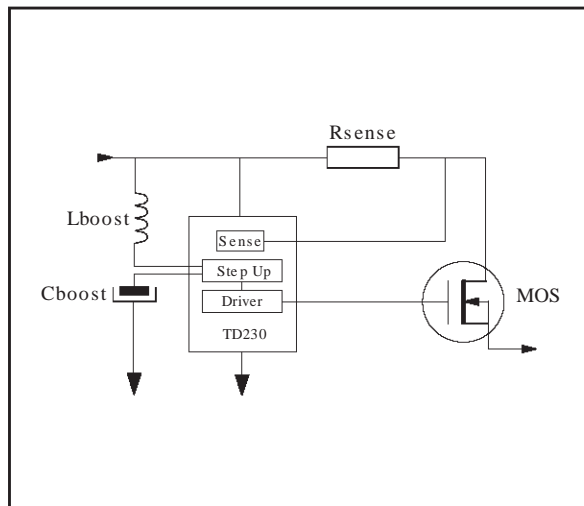 Rsense
Lboost
Sense
Step Up
Cboost
Driver
MOS
TD230